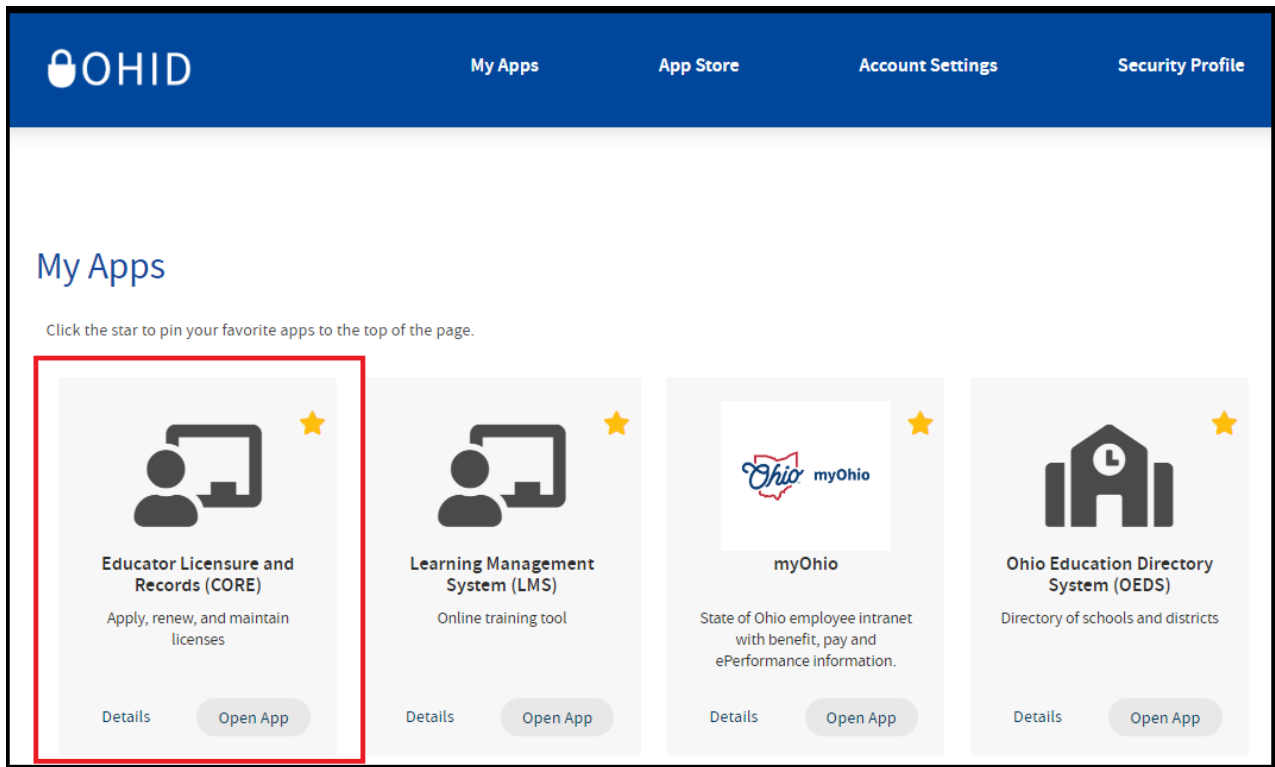 OHID
My Apps
App Store
Account Settings
Security Profile
My Apps
Click the star to pin your favorite apps to the top of the page.
Educator Licensure and
Records (CORE)
Apply, renew, and maintain
licenses
Details
Open App
Learning Management
System (LMS)
Online training tool
Details
Open App
Ohio
myOhio
myOhio
State of Ohio employee intranet
with benefit, pay and
ePerformance information.
Details
Open App
Ohio Education Directory
System (OEDS)
Directory of schools and districts
Details
Open App